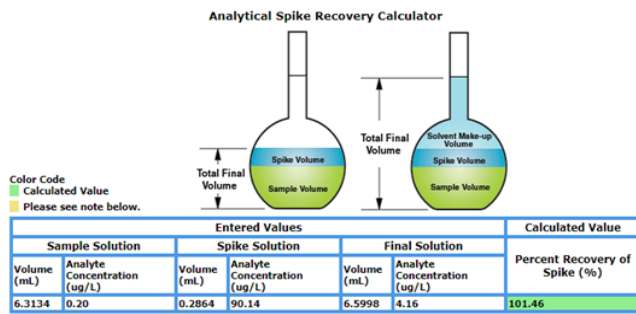 Analytical Spike Recovery Calculator
Total Final
Volume
Spike Volume
Sample Volume
Total Final
Volume
Solvent Make-up
Volume
Spike Volume
Sample Volume
Color Code
Calculated Value
Please see note below.
Entered Values
Calculated Value
Sample Solution
Spike Solution
Final Solution
Percent Recovery of
Spike (%)
Volume
(mL)
Analyte
Concentration
(ug/L)
Volume
(mL)
Analyte
Concentration
(ug/L)
Volume
(mL)
Analyte
Concentration
(ug/L)
6.3134 0.20 0.2864 90.14 6.5998 4.16 101.46